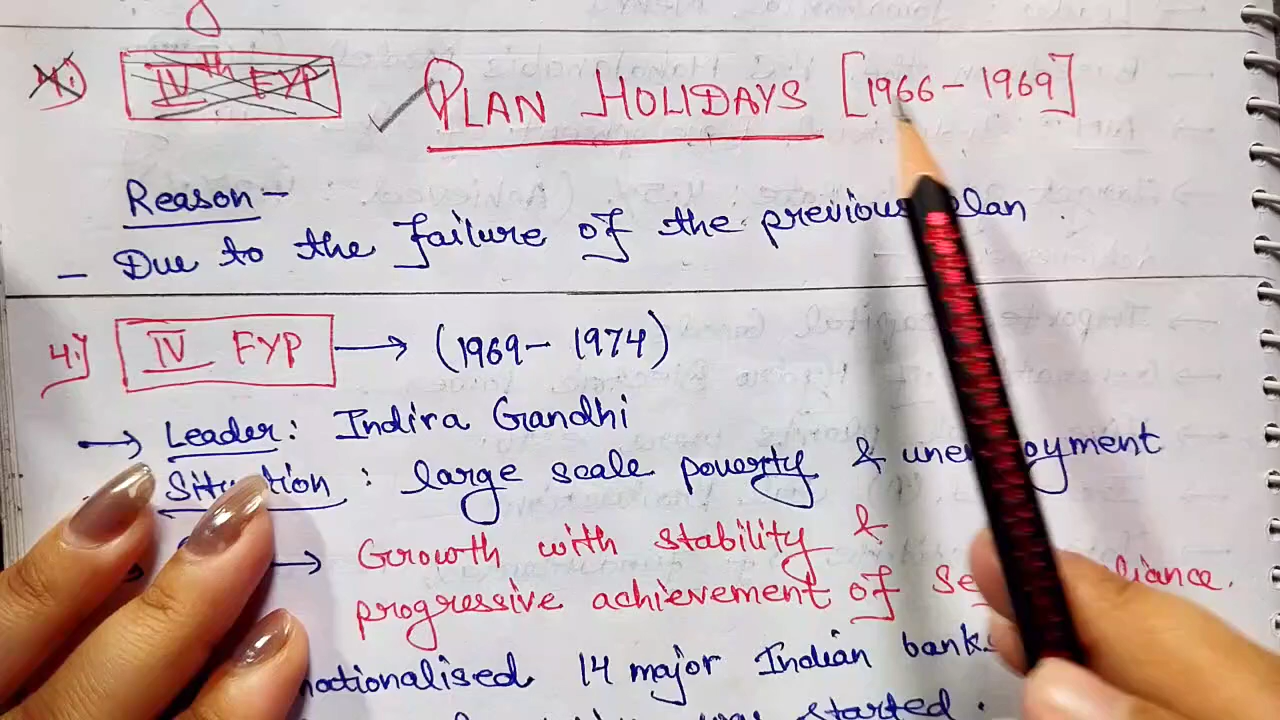 4.) IVth FYP PLAN HOLIDAYS [1966-1969]
Reason-
- Due to the failure of the previous plan.
4.) IV FYP → (1969-1974)
→ Leader: Indira Gandhi
Situation: large scale poverty &
→ Growth with stability &
progressive achievement of
nationalised 14 major Indian banks
was started.